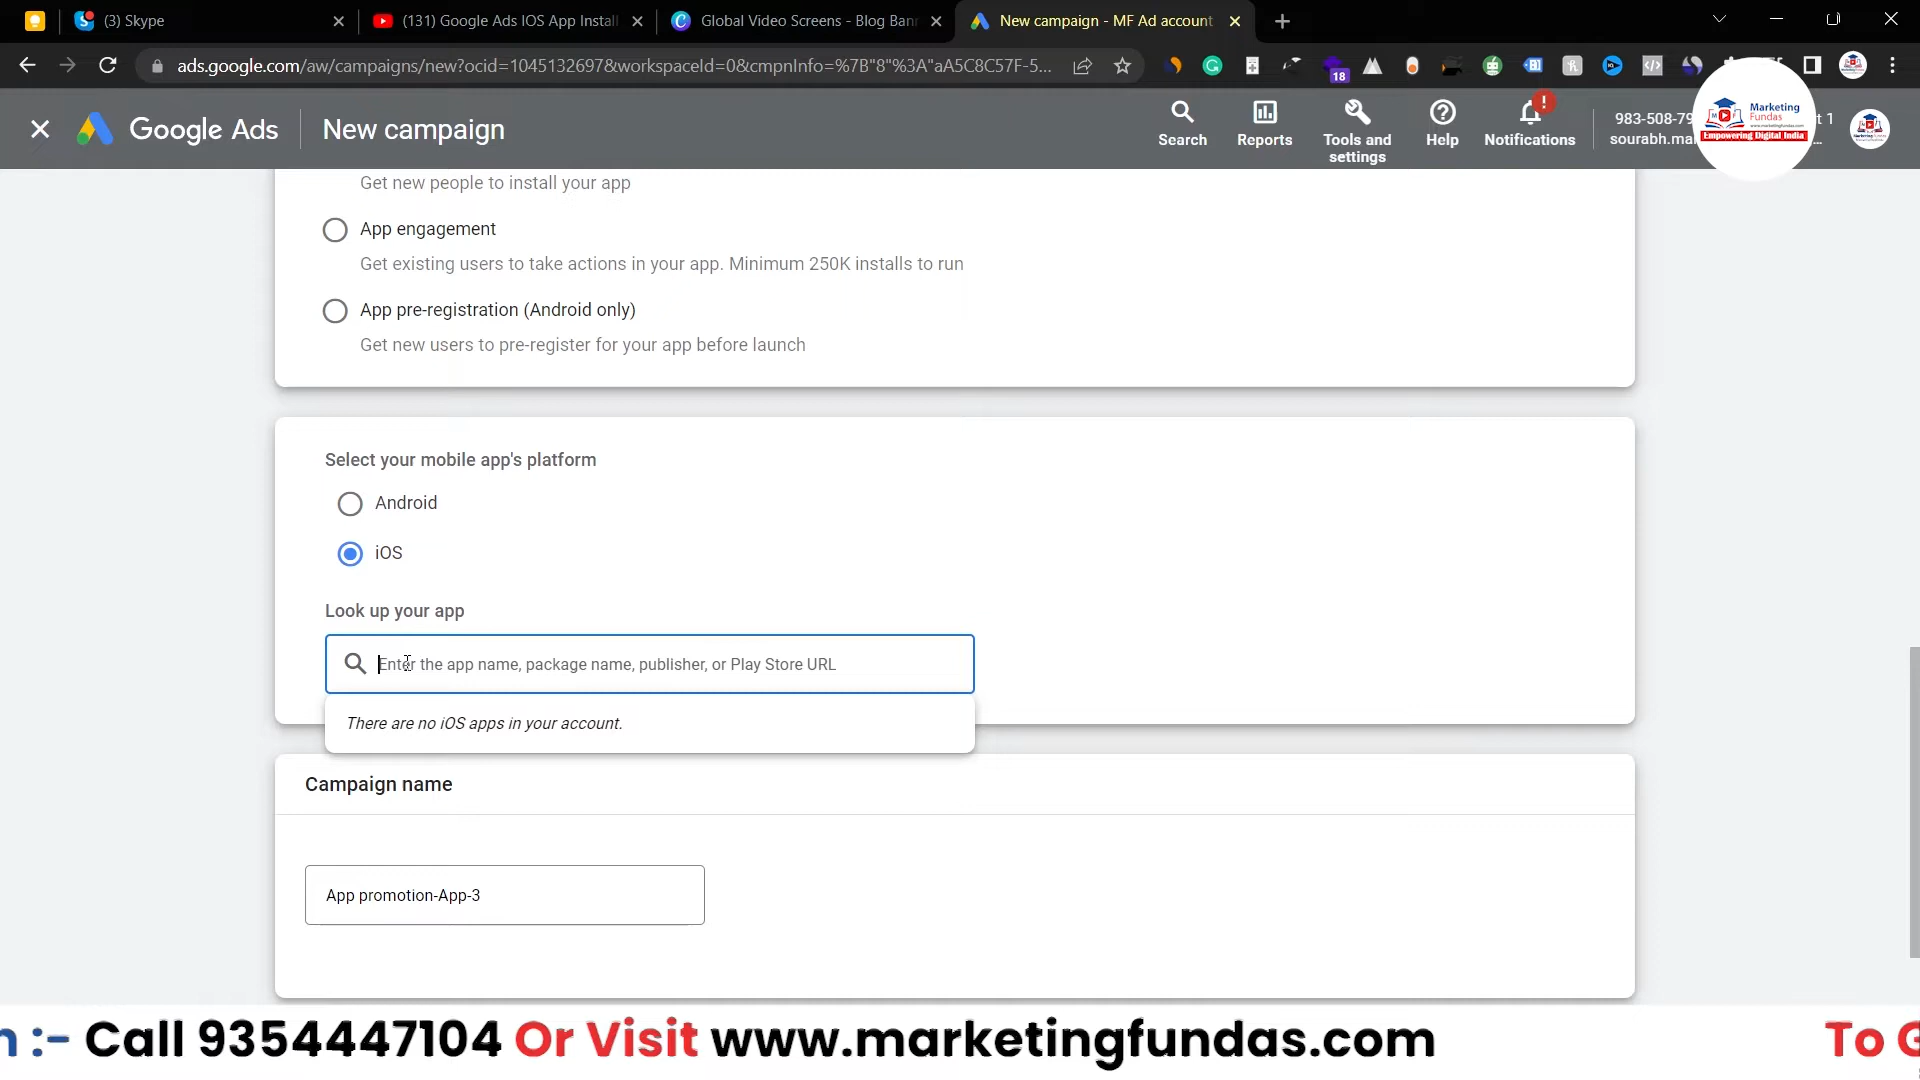 (3) Skype
(131) Google Ads IOS App Install
Global Video Screens - Blog Bann
New campaign - MF Ad account
ads.google.com/aw/campaigns/new?ocid=1045132697&workspaceId=0&cmpnInfo=%7B"8"%3A"aA5C8C57F-5...
18
Google Ads
New campaign
Search
Reports
Tools and settings
Help
!
Notifications
983-508-79
t 1
sourabh.mar
...
Marketing Fundas
www.marketingfundas.com
Empowering Digital India
Get new people to install your app
App engagement
Get existing users to take actions in your app. Minimum 250K installs to run
App pre-registration (Android only)
Get new users to pre-register for your app before launch
Select your mobile app's platform
Android
iOS
Look up your app
Enter the app name, package name, publisher, or Play Store URL
There are no iOS apps in your account.
Campaign name
App promotion-App-3
n :- Call 9354447104 Or Visit www.marketingfundas.com
To G